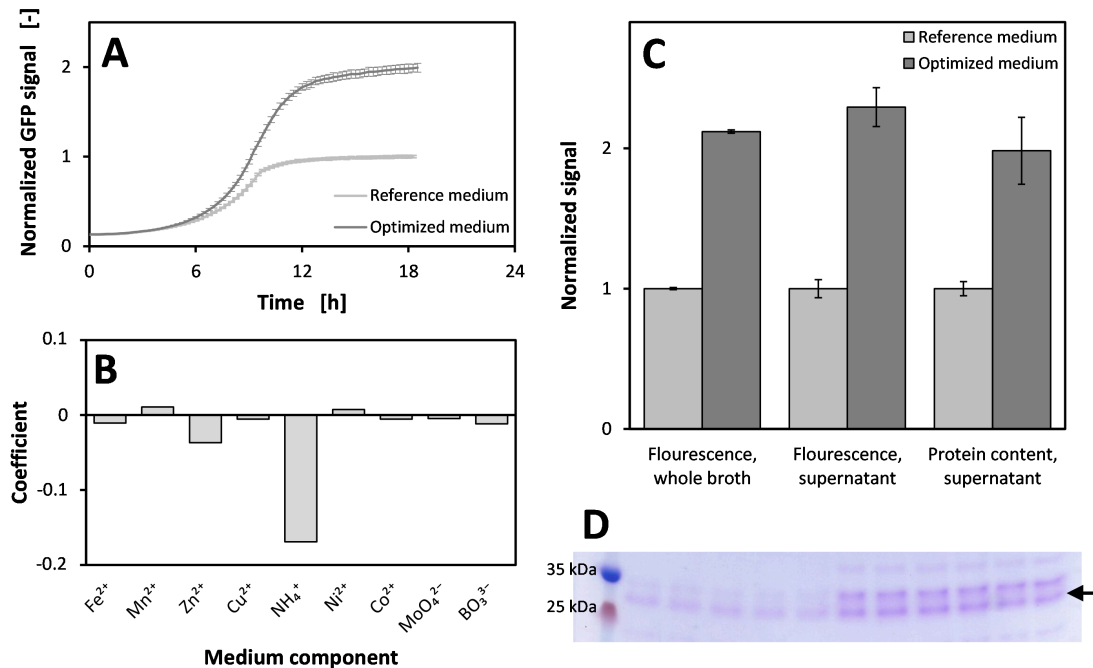 A
Normalized GFP signal [-]
2
1
0
Reference medium
Optimized medium
0 6 12 18 24
Time [h]
B
Coefficient
0.1
0
-0.1
-0.2
Fe²⁺ Mn²⁺ Zn²⁺ Cu²⁺ NH₄⁺ Ni²⁺ Co²⁺ MoO₄²⁻ BO₃³⁻
Medium component
C
Reference medium
Optimized medium
Normalized signal
2
1
0
Flourescence, Flourescence, Protein content,
whole broth supernatant supernatant
D
35 kDa
25 kDa